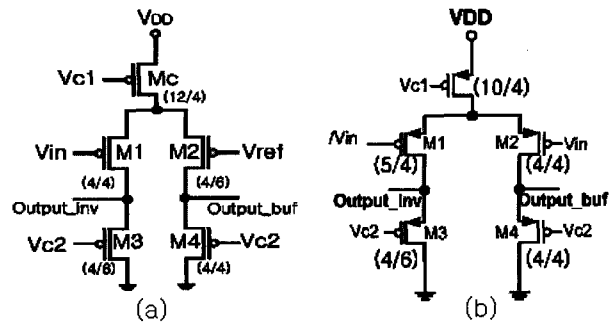 VDD
Vc1
Mc
(12/4)
Vin
M1
M2
Vref
(4/4)
(4/6)
Output_inv
Output_buf
Vc2
M3
M4
Vc2
(4/6)
(4/4)
(a)
VDD
Vc1
(10/4)
/Vin
M1
M2
Vin
(5/4)
(4/4)
Output_inv
Output_buf
Vc2
M3
M4
Vc2
(4/6)
(4/4)
(b)